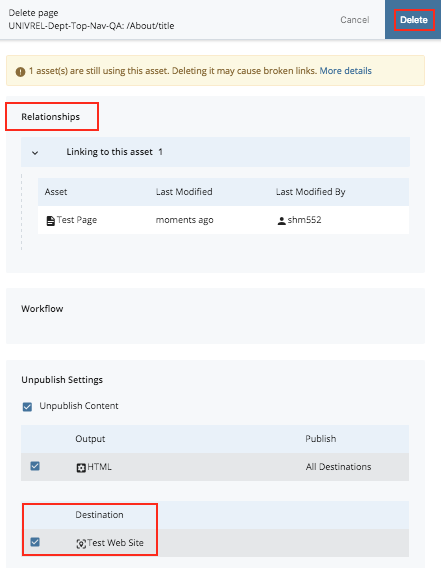 Delete page
UNIVREL-Dept-Top-Nav-QA: /About/title
Cancel
Delete
1 asset(s) are still using this asset. Deleting it may cause broken links. More details
Relationships
Linking to this asset 1
Asset Last Modified Last Modified By
Test Page moments ago shm552
Workflow
Unpublish Settings
Unpublish Content
Output Publish
HTML All Destinations
Destination
Test Web Site